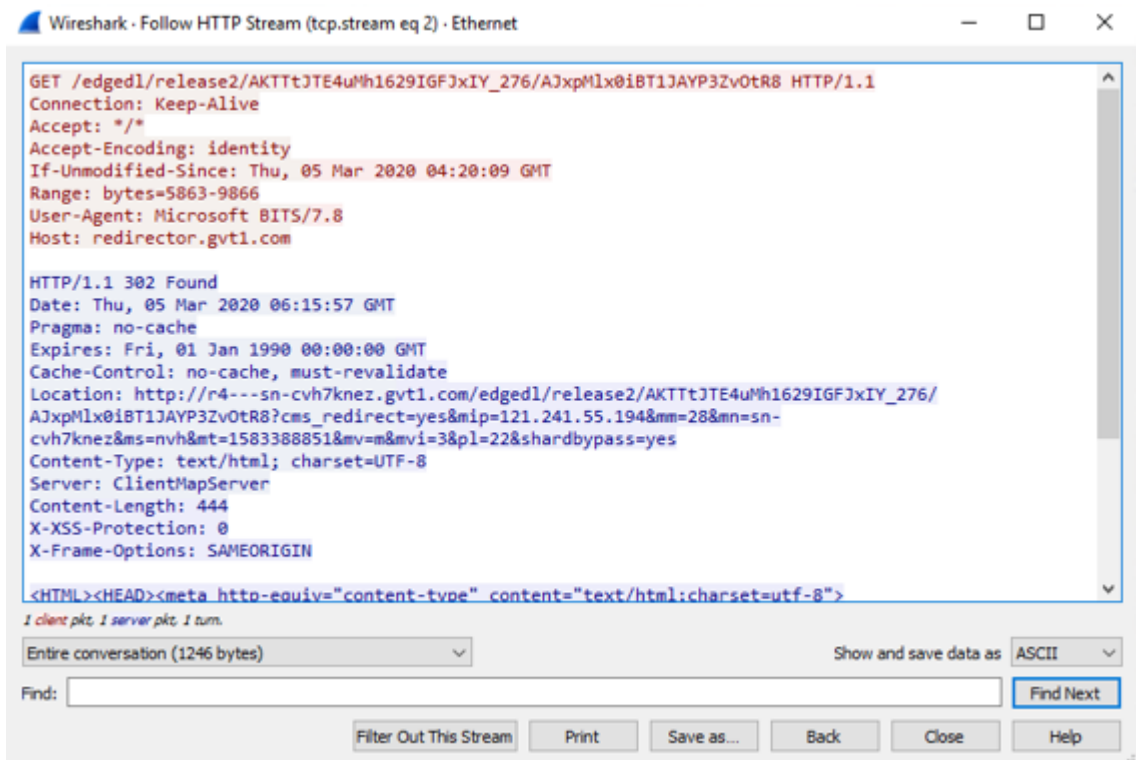 Wireshark · Follow HTTP Stream (tcp.stream eq 2) · Ethernet
GET /edgedl/release2/AKTTtJTE4uMh1629IGFJxIY_276/AJxpMlx0iBT1JAYP3ZvOtR8 HTTP/1.1
Connection: Keep-Alive
Accept: */*
Accept-Encoding: identity
If-Unmodified-Since: Thu, 05 Mar 2020 04:20:09 GMT
Range: bytes=5863-9866
User-Agent: Microsoft BITS/7.8
Host: redirector.gvt1.com
HTTP/1.1 302 Found
Date: Thu, 05 Mar 2020 06:15:57 GMT
Pragma: no-cache
Expires: Fri, 01 Jan 1990 00:00:00 GMT
Cache-Control: no-cache, must-revalidate
Location: http://r4---sn-cvh7knez.gvt1.com/edgedl/release2/AKTTtJTE4uMh1629IGFJxIY_276/
AJxpMlx0iBT1JAYP3ZvOtR8?cms_redirect=yes&mip=121.241.55.194&mm=28&mn=sn-
cvh7knez&ms=nvh&mt=1583388851&mv=m&mvi=3&pl=22&shardbypass=yes
Content-Type: text/html; charset=UTF-8
Server: ClientMapServer
Content-Length: 444
X-XSS-Protection: 0
X-Frame-Options: SAMEORIGIN
<HTML><HEAD><meta http-equiv="content-type" content="text/html;charset=utf-8">
1 client pkt, 1 server pkt, 1 turn.
Entire conversation (1246 bytes)
Show and save data as ASCII
Find:
Find Next
Filter Out This Stream
Print
Save as...
Back
Close
Help